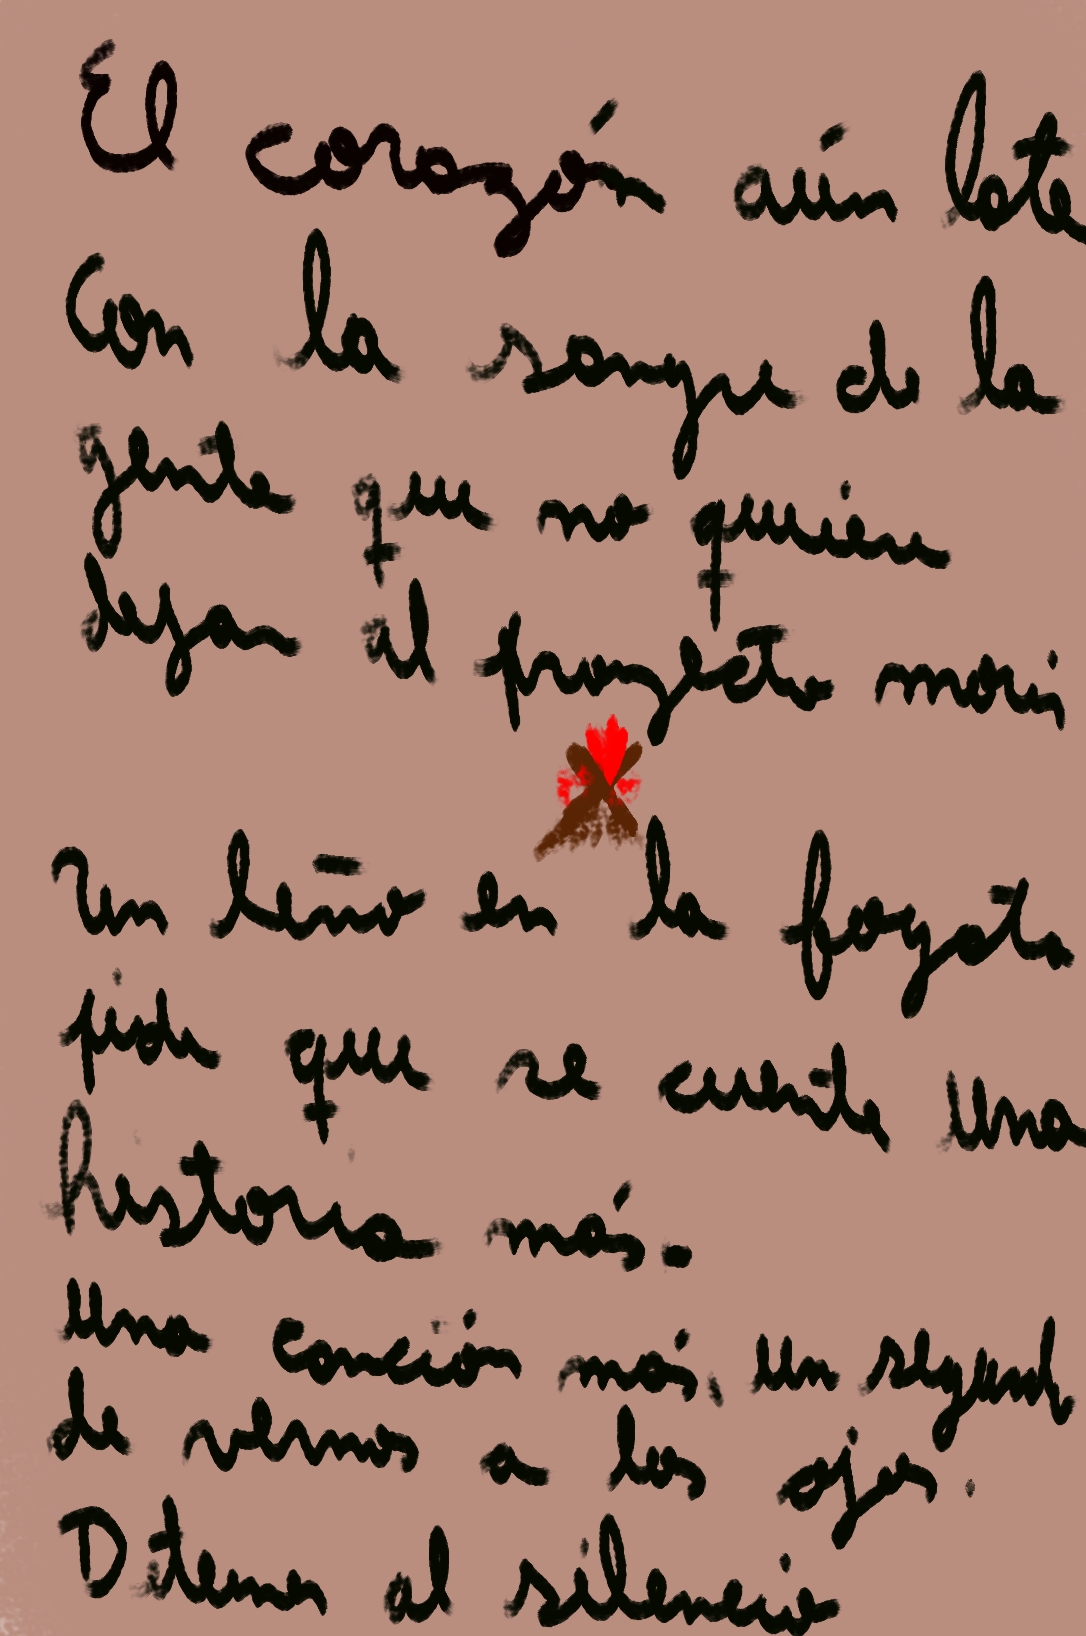 El corazón aún late
Con la sangre de la
gente que no quiere
dejar al proyecto morir
Un leño en la fogata
pide que se cuente una
historia más.
Una canción más, un segund
de vernos a los ojos.
Dtener al silencio